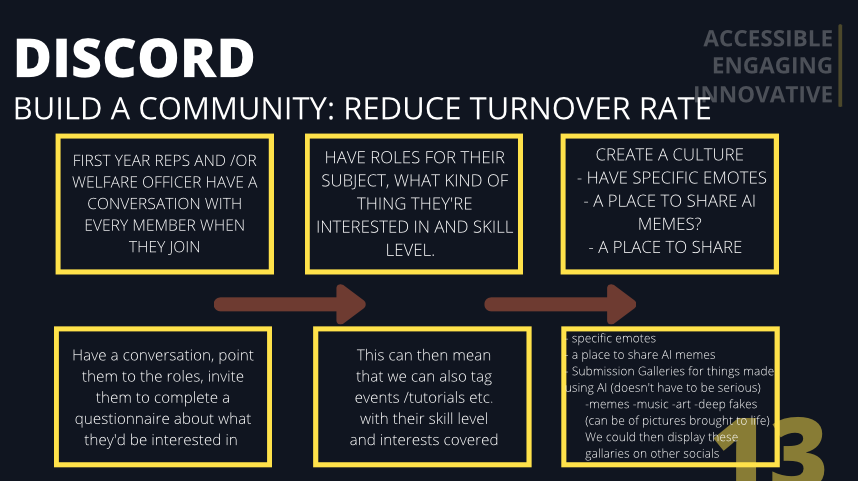 DISCORD
BUILD A COMMUNITY: REDUCE TURNOVER RATE
ACCESSIBLE
ENGAGING
INNOVATIVE
FIRST YEAR REPS AND /OR
WELFARE OFFICER HAVE A
CONVERSATION WITH
EVERY MEMBER WHEN
THEY JOIN
HAVE ROLES FOR THEIR
SUBJECT, WHAT KIND OF
THING THEY'RE
INTERESTED IN AND SKILL
LEVEL.
CREATE A CULTURE
- HAVE SPECIFIC EMOTES
- A PLACE TO SHARE AI
MEMES?
- A PLACE TO SHARE
Have a conversation, point
them to the roles, invite
them to complete a
questionnaire about what
they'd be interested in
This can then mean
that we can also tag
events /tutorials etc.
with their skill level
and interests covered
- specific emotes
- a place to share AI memes
- Submission Galleries for things made
using AI (doesn't have to be serious)
-memes -music -art -deep fakes
(can be of pictures brought to life) ,
We could then display these
gallaries on other socials
13